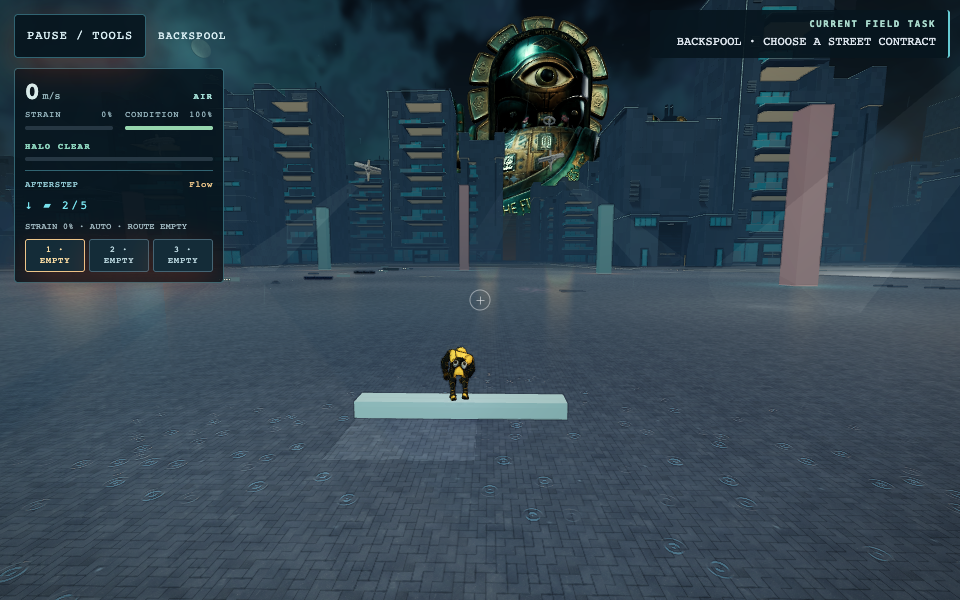 PAUSE / TOOLS
BACKSPOOL
CURRENT FIELD TASK
BACKSPOOL · CHOOSE A STREET CONTRACT
0 m/s
AIR
STRAIN 0%
CONDITION 100%
HALO CLEAR
AFTERSTEP
Flow
↓ ▰ 2/5
STRAIN 0% · AUTO · ROUTE EMPTY
1 · EMPTY
2 · EMPTY
3 · EMPTY